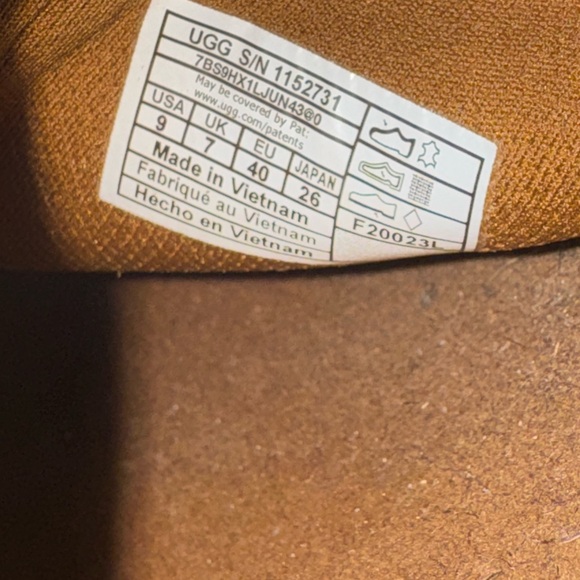 UGG S/N 1152731
7BS9HX1LJUN43@0
May be covered by Pat:
www.ugg.com/patents
USA UK EU JAPAN
9 7 40 26
Made in Vietnam
Fabriqué au Vietnam
Hecho en Vietnam
F20023L